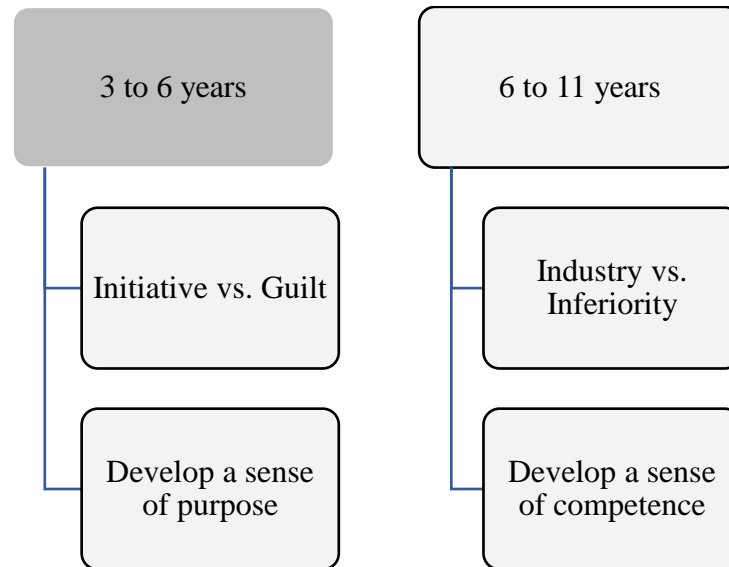 3 to 6 years
Initiative vs. Guilt
Develop a sense
of purpose
6 to 11 years
Industry vs.
Inferiority
Develop a sense
of competence